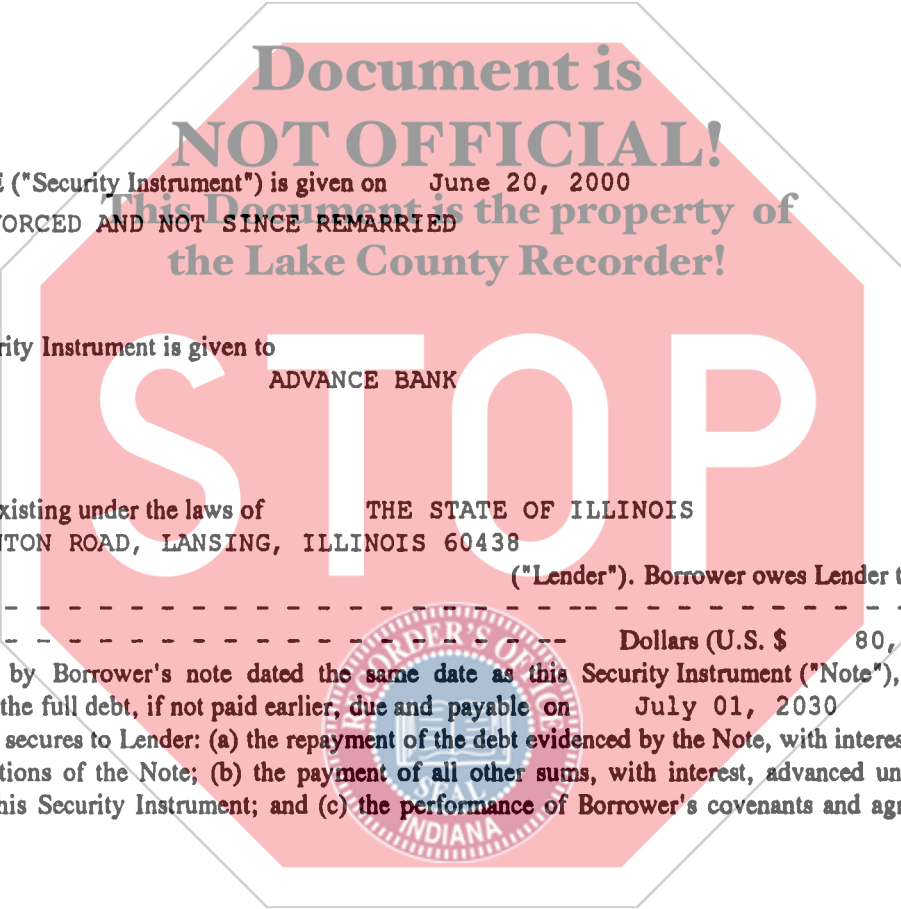 Document is
NOT OFFICIAL!
("Security Instrument") is given on June 20, 2000
This Document is the property of
ORCED AND NOT SINCE REMARRIED
the Lake County Recorder!
rity Instrument is given to
ADVANCE BANK
STOP
xisting under the laws of THE STATE OF ILLINOIS
NTON ROAD, LANSING, ILLINOIS 60438
("Lender"). Borrower owes Lender t
Dollars (U.S. $ 80,
by Borrower's note dated the same date as this Security Instrument ("Note"),
the full debt, if not paid earlier, due and payable on July 01, 2030
secures to Lender: (a) the repayment of the debt evidenced by the Note, with interes
tions of the Note; (b) the payment of all other sums, with interest, advanced un
his Security Instrument; and (c) the performance of Borrower's covenants and agr
RECORDER'S OFFICE
SEAL
INDIANA